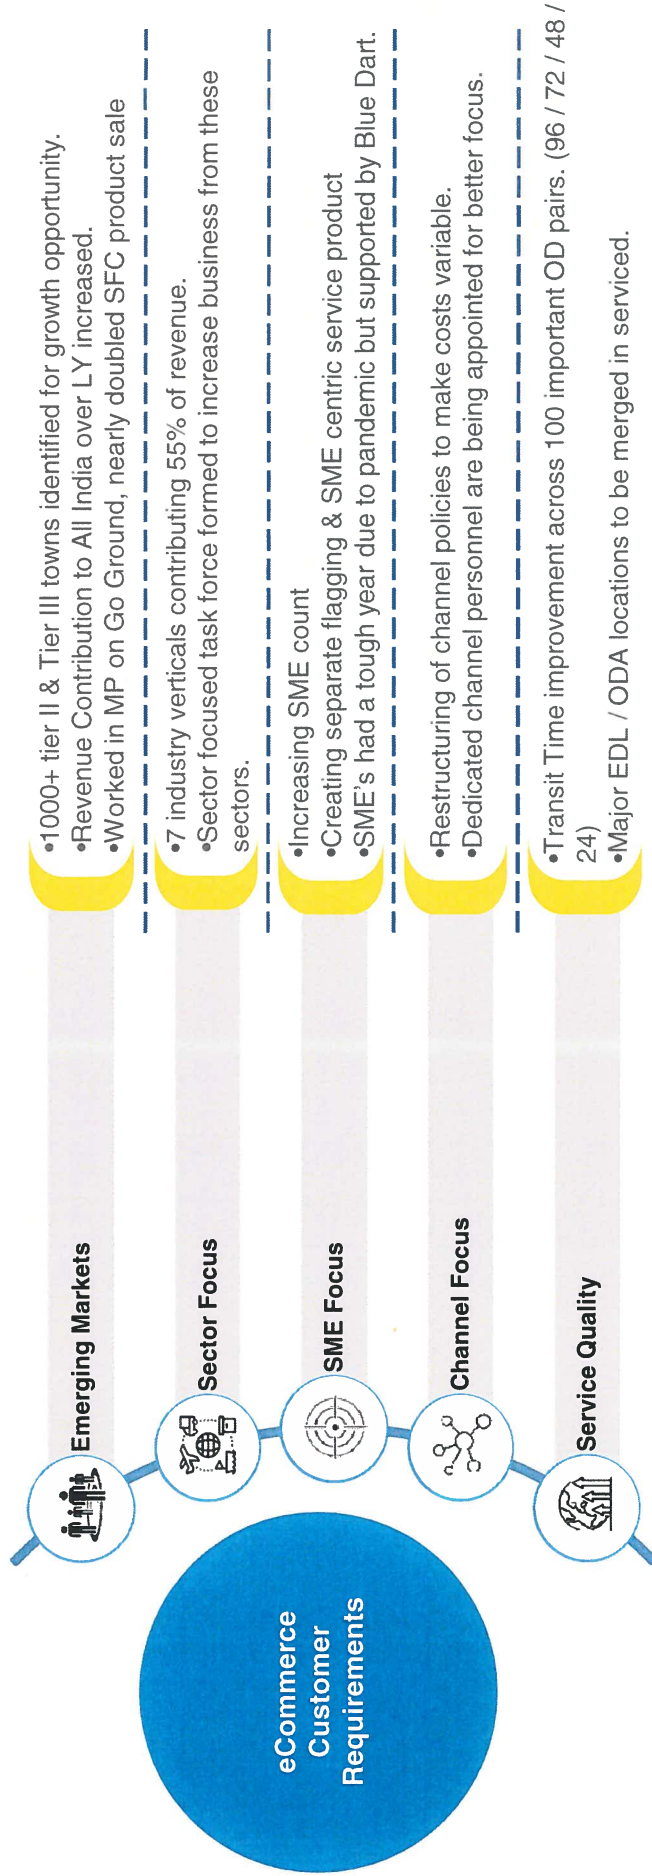 eCommerce
Customer
Requirements
Emerging Markets
•1000+ tier II & Tier III towns identified for growth opportunity.
•Revenue Contribution to All India over LY increased.
•Worked in MP on Go Ground, nearly doubled SFC product sale
Sector Focus
•7 industry verticals contributing 55% of revenue.
•Sector focused task force formed to increase business from these
sectors.
SME Focus
•Increasing SME count
•Creating separate flagging & SME centric service product
•SME's had a tough year due to pandemic but supported by Blue Dart.
Channel Focus
•Restructuring of channel policies to make costs variable.
•Dedicated channel personnel are being appointed for better focus.
Service Quality
•Transit Time improvement across 100 important OD pairs. (96 / 72 / 48 /
24)
•Major EDL / ODA locations to be merged in serviced.